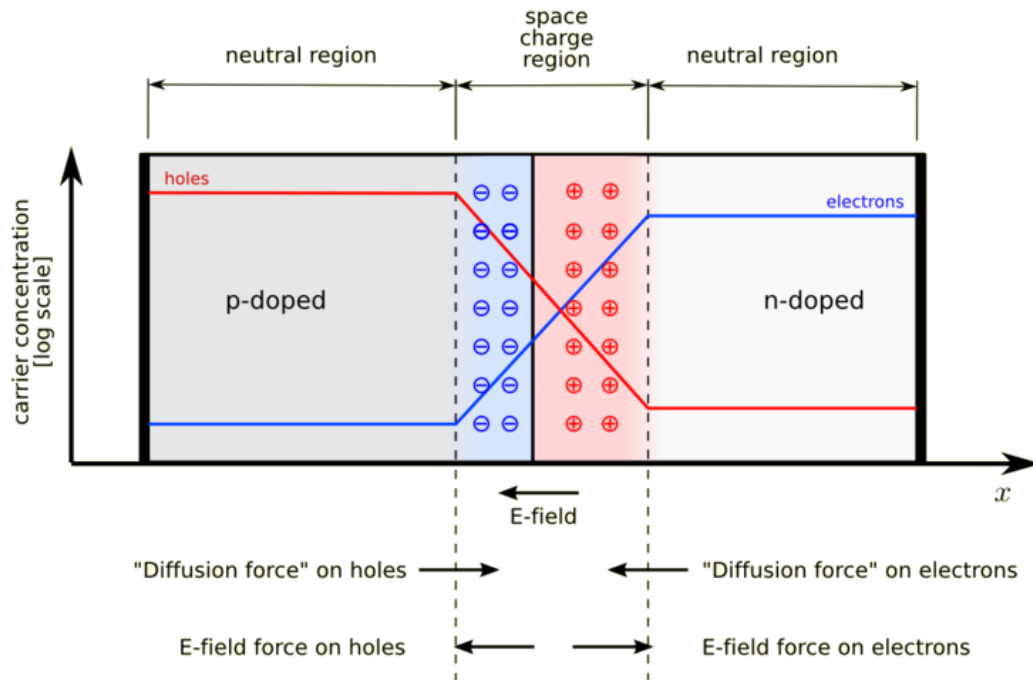 space
charge
region
neutral region
neutral region
holes
electrons
carrier concentration
[log scale]
p-doped
n-doped
x
E-field
"Diffusion force" on holes
"Diffusion force" on electrons
E-field force on holes
E-field force on electrons